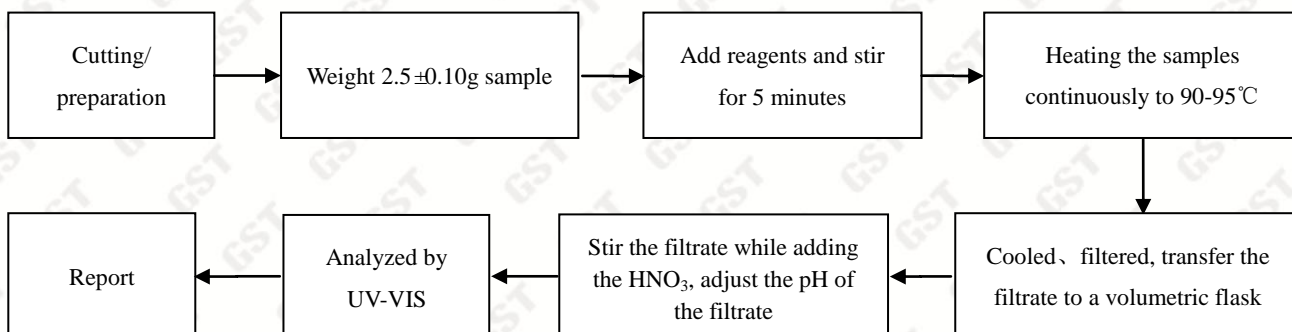 Cutting/
preparation
Weight 2.5±0.10g sample
Add reagents and stir
for 5 minutes
Heating the samples
continuously to 90-95℃
Report
Analyzed by
UV-VIS
Stir the filtrate while adding
the HNO₃, adjust the pH of
the filtrate
Cooled、filtered, transfer the
filtrate to a volumetric flask
GST